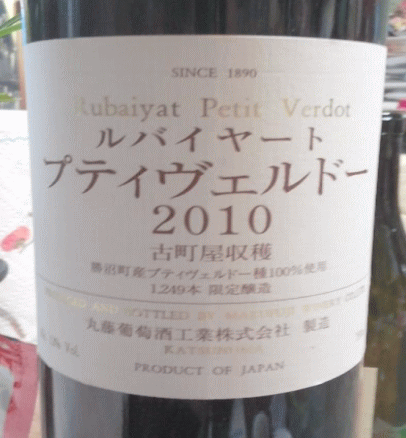 SINCE 1890
Rubaiyat Petit Verdot
ルバイヤート
プティヴェルドー
2010
古町屋収穫
勝沼町産プティヴェルドー種100%使用
1,249本 限定醸造
AND BOTTLED BY
丸藤葡萄酒工業株式会社 製造
PRODUCT OF JAPAN